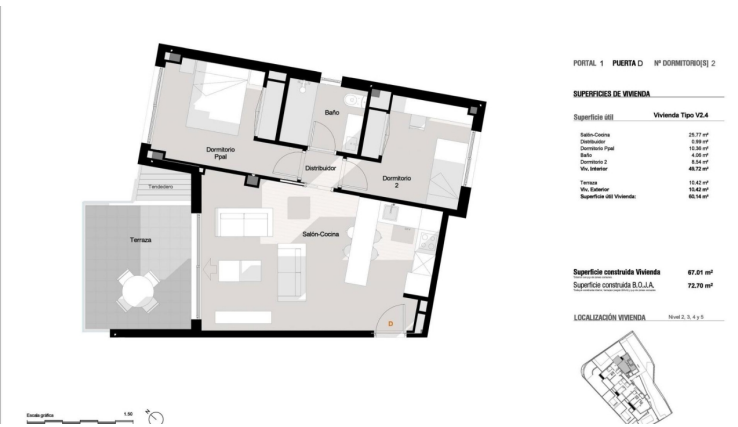 PORTAL 1 PUERTA D Nº DORMITORIO[S] 2
SUPERFICIES DE VIVIENDA
Superficie útil Vivienda Tipo V2.4
Salón-Cocina 25,77 m²
Distribuidor 0,99 m²
Dormitorio Ppal 10,36 m²
Baño 4,06 m²
Dormitorio 2 8,54 m²
Viv. Interior 49,72 m²
Terraza 10,42 m²
Viv. Exterior 10,42 m²
Superficie útil Vivienda: 60,14 m²
Superficie construida Vivienda 67.01 m²
Superficie construida B.O.J.A. 72.70 m²
LOCALIZACIÓN VIVIENDA Nivel 2, 3, 4 y 5
Baño
Dormitorio
Ppal
Distribuidor
Dormitorio
2
Tendedero
Terraza
Salón-Cocina
D
Escala gráfica 1.50
N